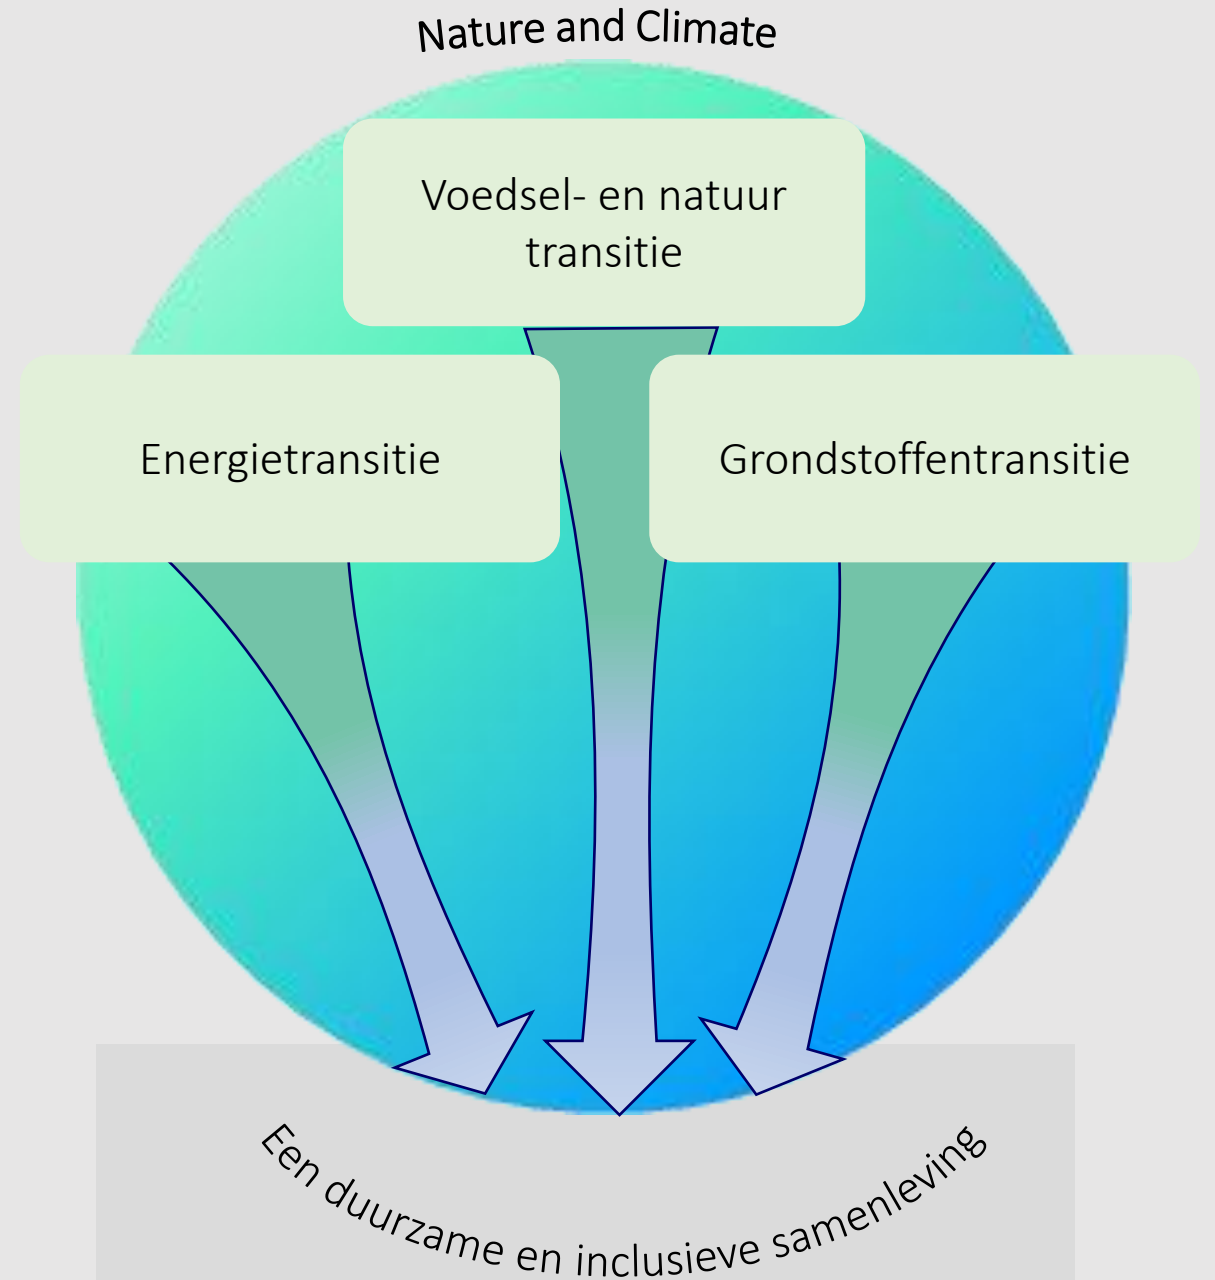 Nature and Climate
Voedsel- en natuur
transitie
Energietransitie
Grondstoffentransitie
Een duurzame en inclusieve samenleving